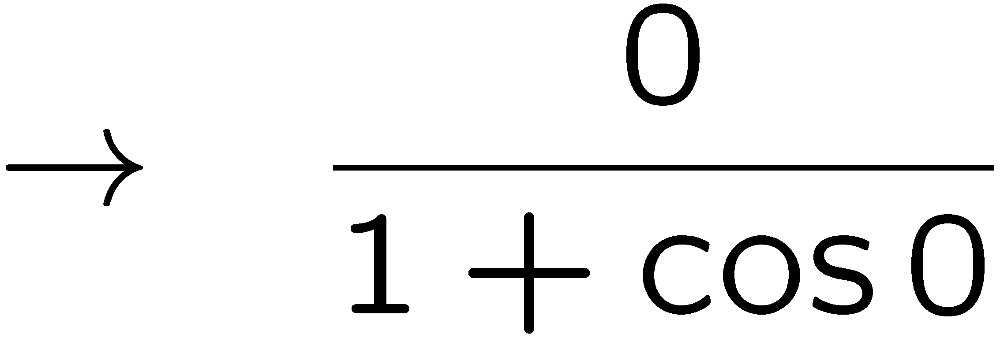 → 0
1 + cos 0